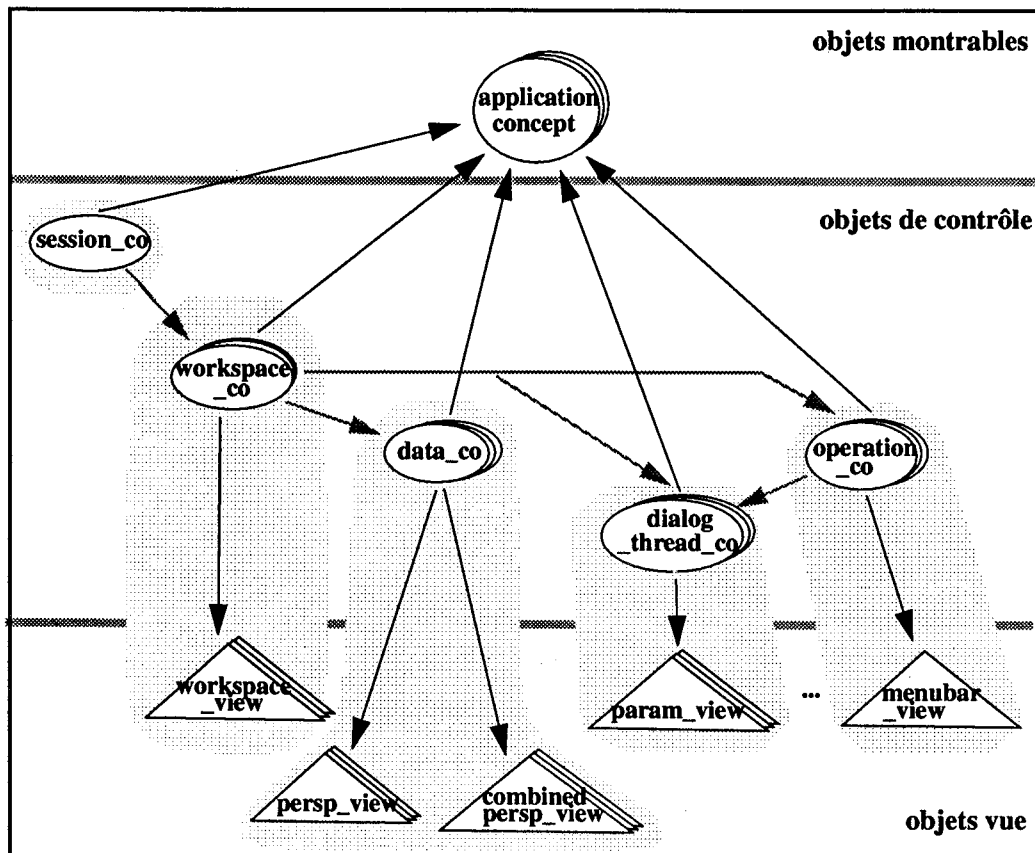 objets montrables
application
concept
objets de contrôle
session_co
workspace
_co
data_co
operation
_co
dialog
_thread_co
workspace
_view
param_view
...
menubar
_view
persp_view
combined
persp_view
objets vue